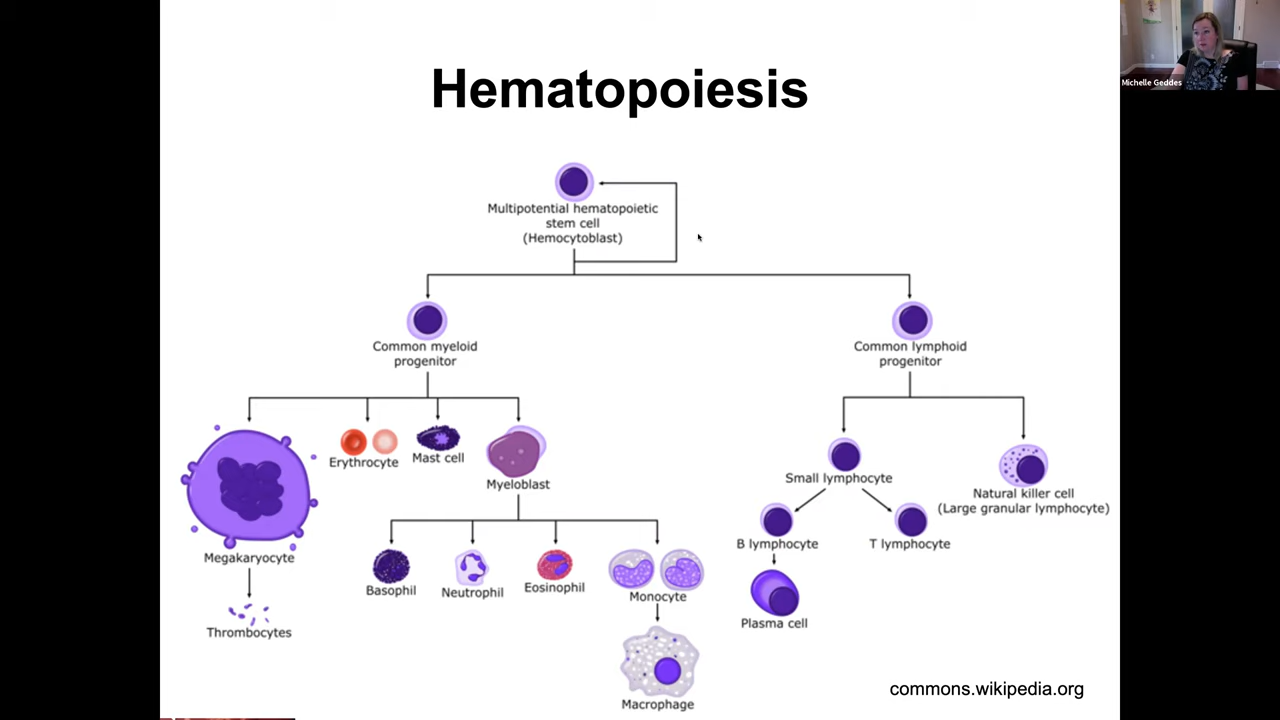 Hematopoiesis
Michelle Geddes
Multipotential hematopoietic
stem cell
(Hemocytoblast)
Common myeloid
progenitor
Common lymphoid
progenitor
Erythrocyte
Mast cell
Myeloblast
Small lymphocyte
Natural killer cell
(Large granular lymphocyte)
B lymphocyte
T lymphocyte
Megakaryocyte
Basophil
Neutrophil
Eosinophil
Monocyte
Plasma cell
Thrombocytes
Macrophage
commons.wikipedia.org